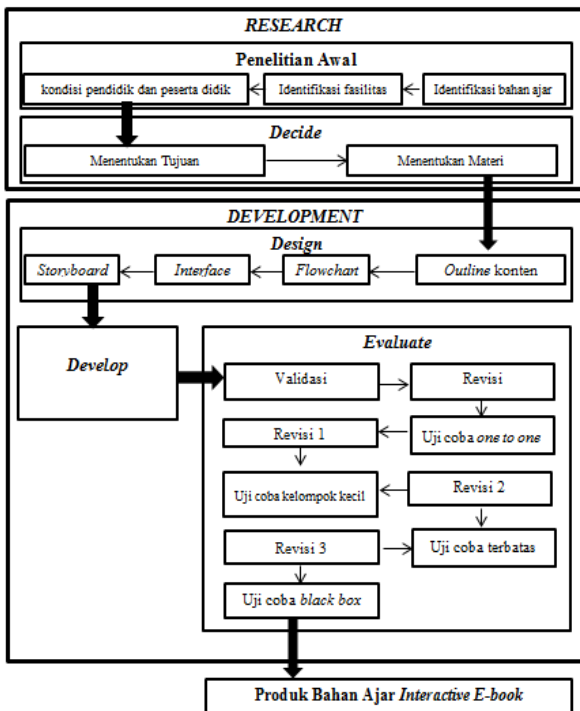 RESEARCH
Penelitian Awal
kondisi pendidik dan peserta didik
Identifikasi fasilitas
Identifikasi bahan ajar
Decide
Menentukan Tujuan
Menentukan Materi
DEVELOPMENT
Design
Storyboard
Interface
Flowchart
Outline konten
Develop
Evaluate
Validasi
Revisi
Revisi 1
Uji coba one to one
Uji coba kelompok kecil
Revisi 2
Revisi 3
Uji coba terbatas
Uji coba black box
Produk Bahan Ajar Interactive E-book